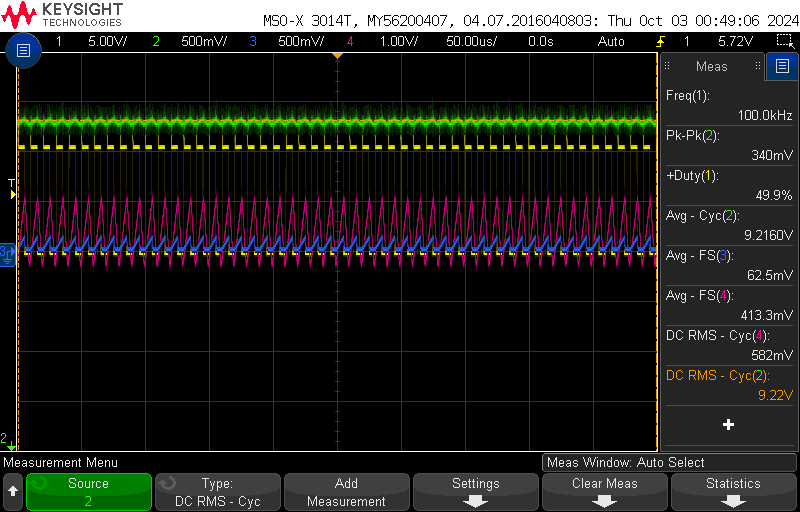 KEYSIGHT
TECHNOLOGIES
MSO-X 3014T, MY56200407, 04.07.2016040803: Thu Oct 03 00:49:06 2024
1 5.00V/ 2 500mV/ 3 500mV/ 4 1.00V/ 50.00us/ 0.0s Auto 1 5.72V
Meas
Freq(1):
100.0kHz
Pk-Pk(2):
340mV
+Duty(1):
49.9%
Avg - Cyc(2):
9.2160V
Avg - FS(3):
62.5mV
Avg - FS(4):
413.3mV
DC RMS - Cyc(4):
582mV
DC RMS - Cyc(2):
9.22V
+
T
3
2
Measurement Menu
Meas Window: Auto Select
Source
2
Type:
DC RMS - Cyc
Add
Measurement
Settings
Clear Meas
Statistics